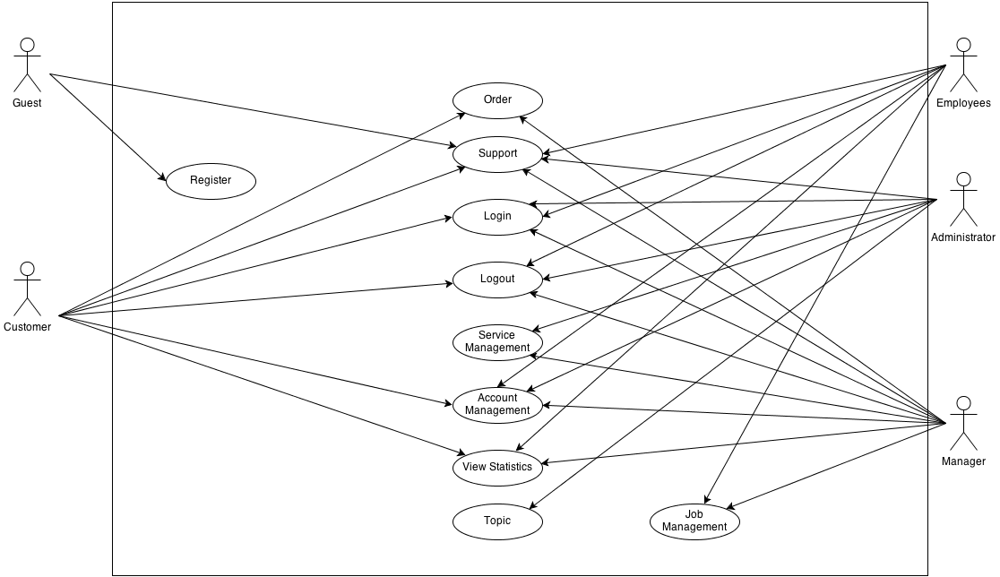 Guest
Employees
Order
Support
Register
Login
Administrator
Logout
Customer
Service
Management
Account
Management
Manager
View Statistics
Topic
Job
Management